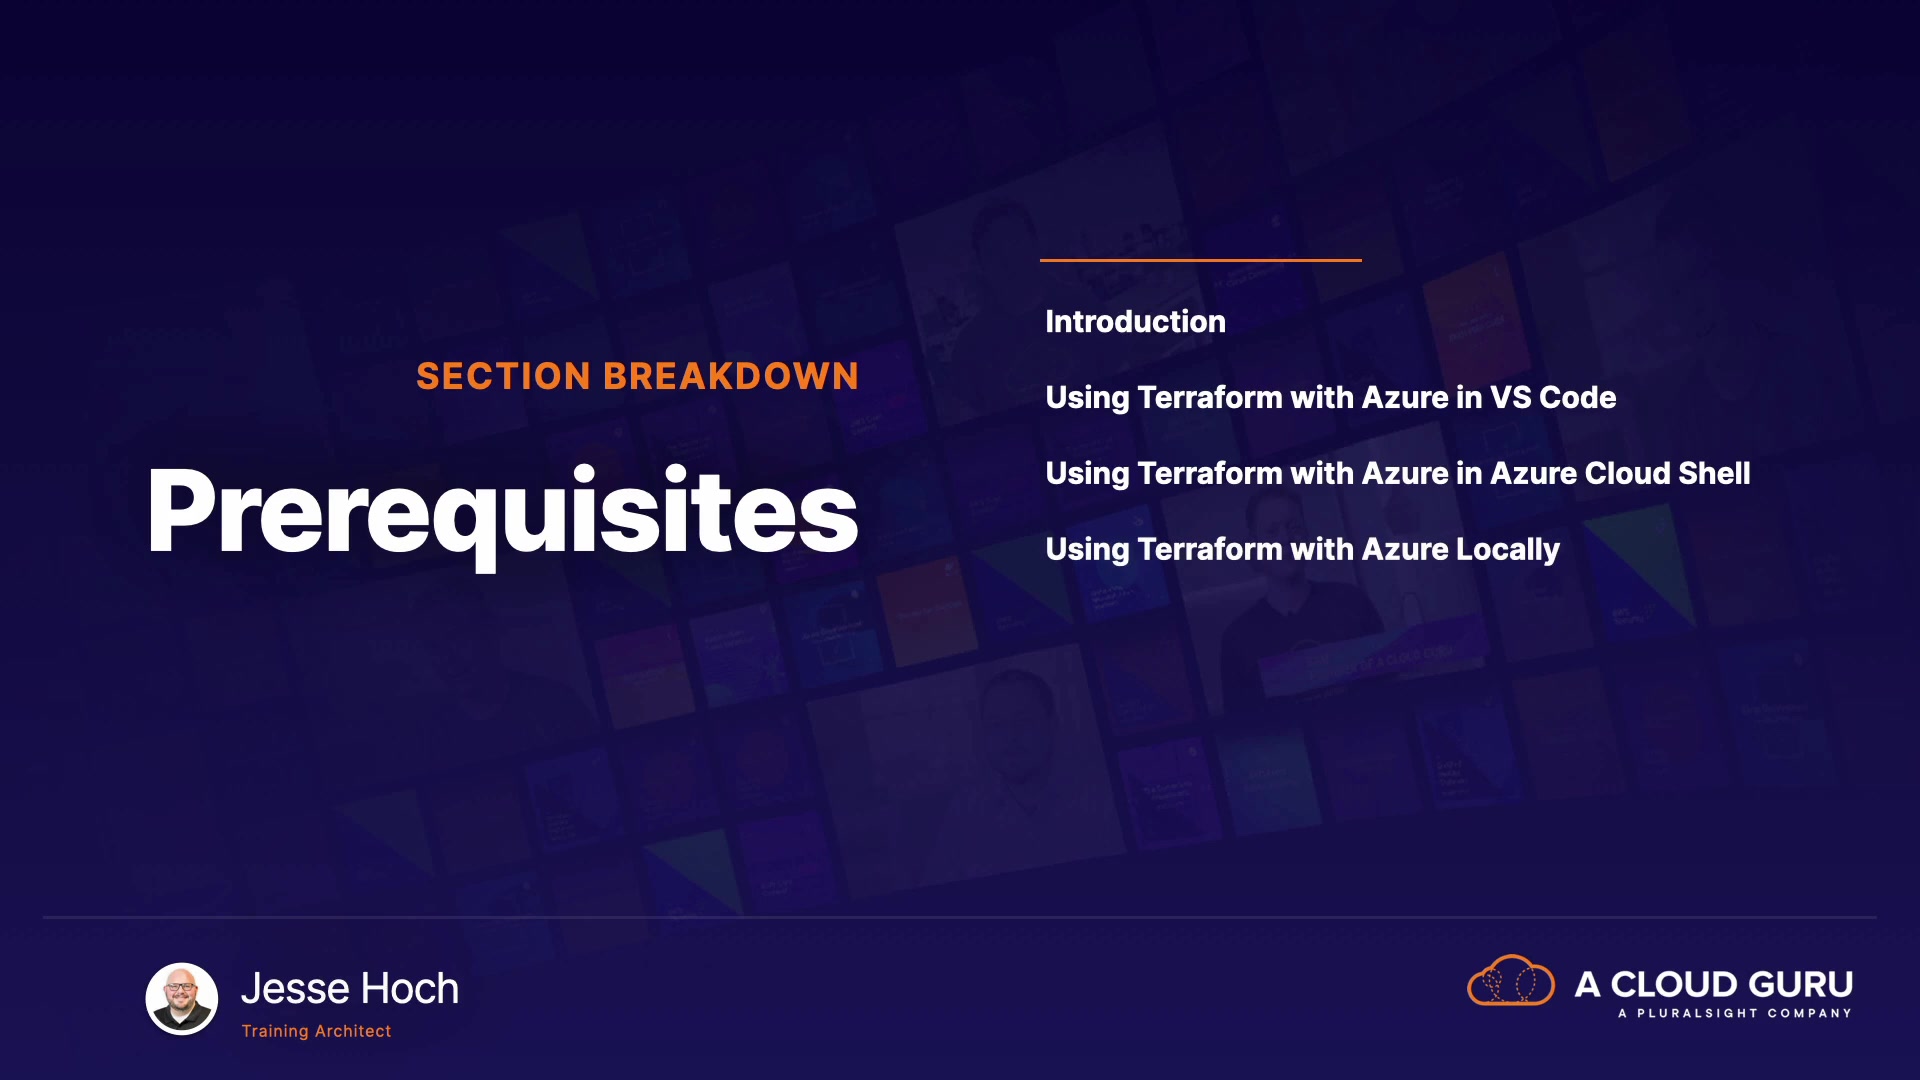 SECTION BREAKDOWN
Prerequisites
Introduction
Using Terraform with Azure in VS Code
Using Terraform with Azure in Azure Cloud Shell
Using Terraform with Azure Locally
Jesse Hoch
Training Architect
A CLOUD GURU
A PLURALSIGHT COMPANY